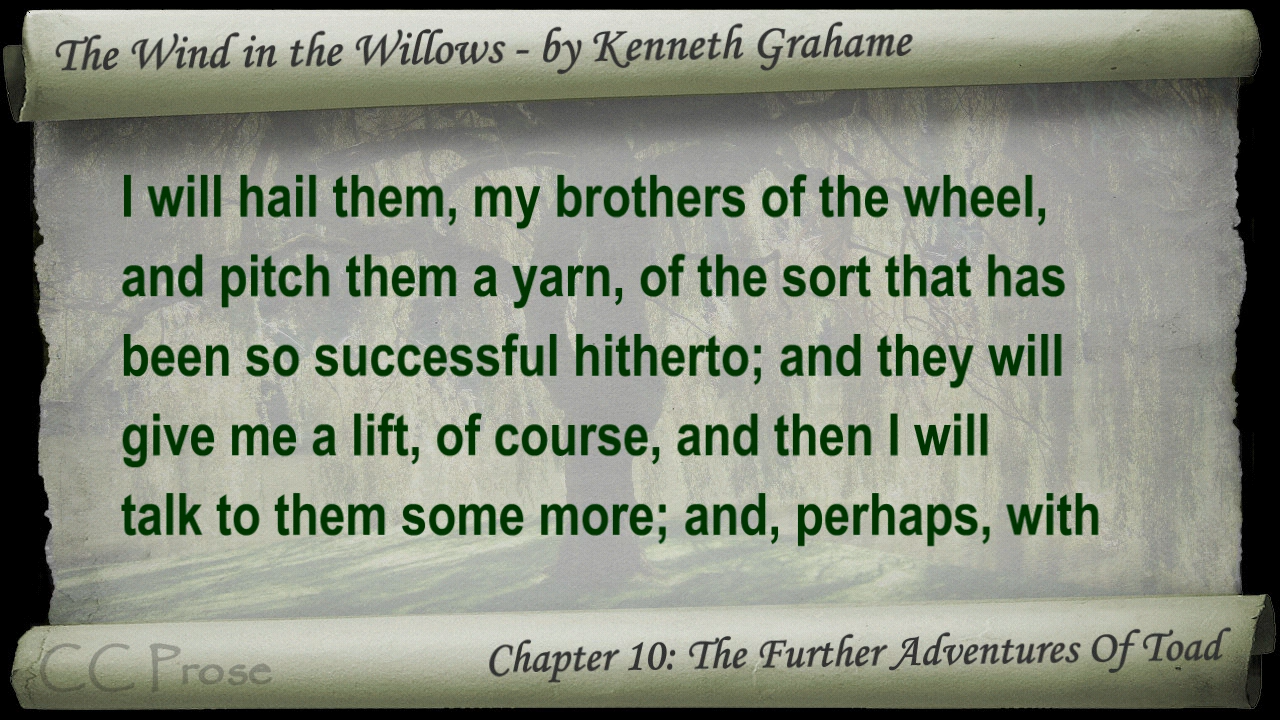 The Wind in the Willows - by Kenneth Grahame
I will hail them, my brothers of the wheel,
and pitch them a yarn, of the sort that has
been so successful hitherto; and they will
give me a lift, of course, and then I will
talk to them some more; and, perhaps, with
CC Prose
Chapter 10: The Further Adventures Of Toad